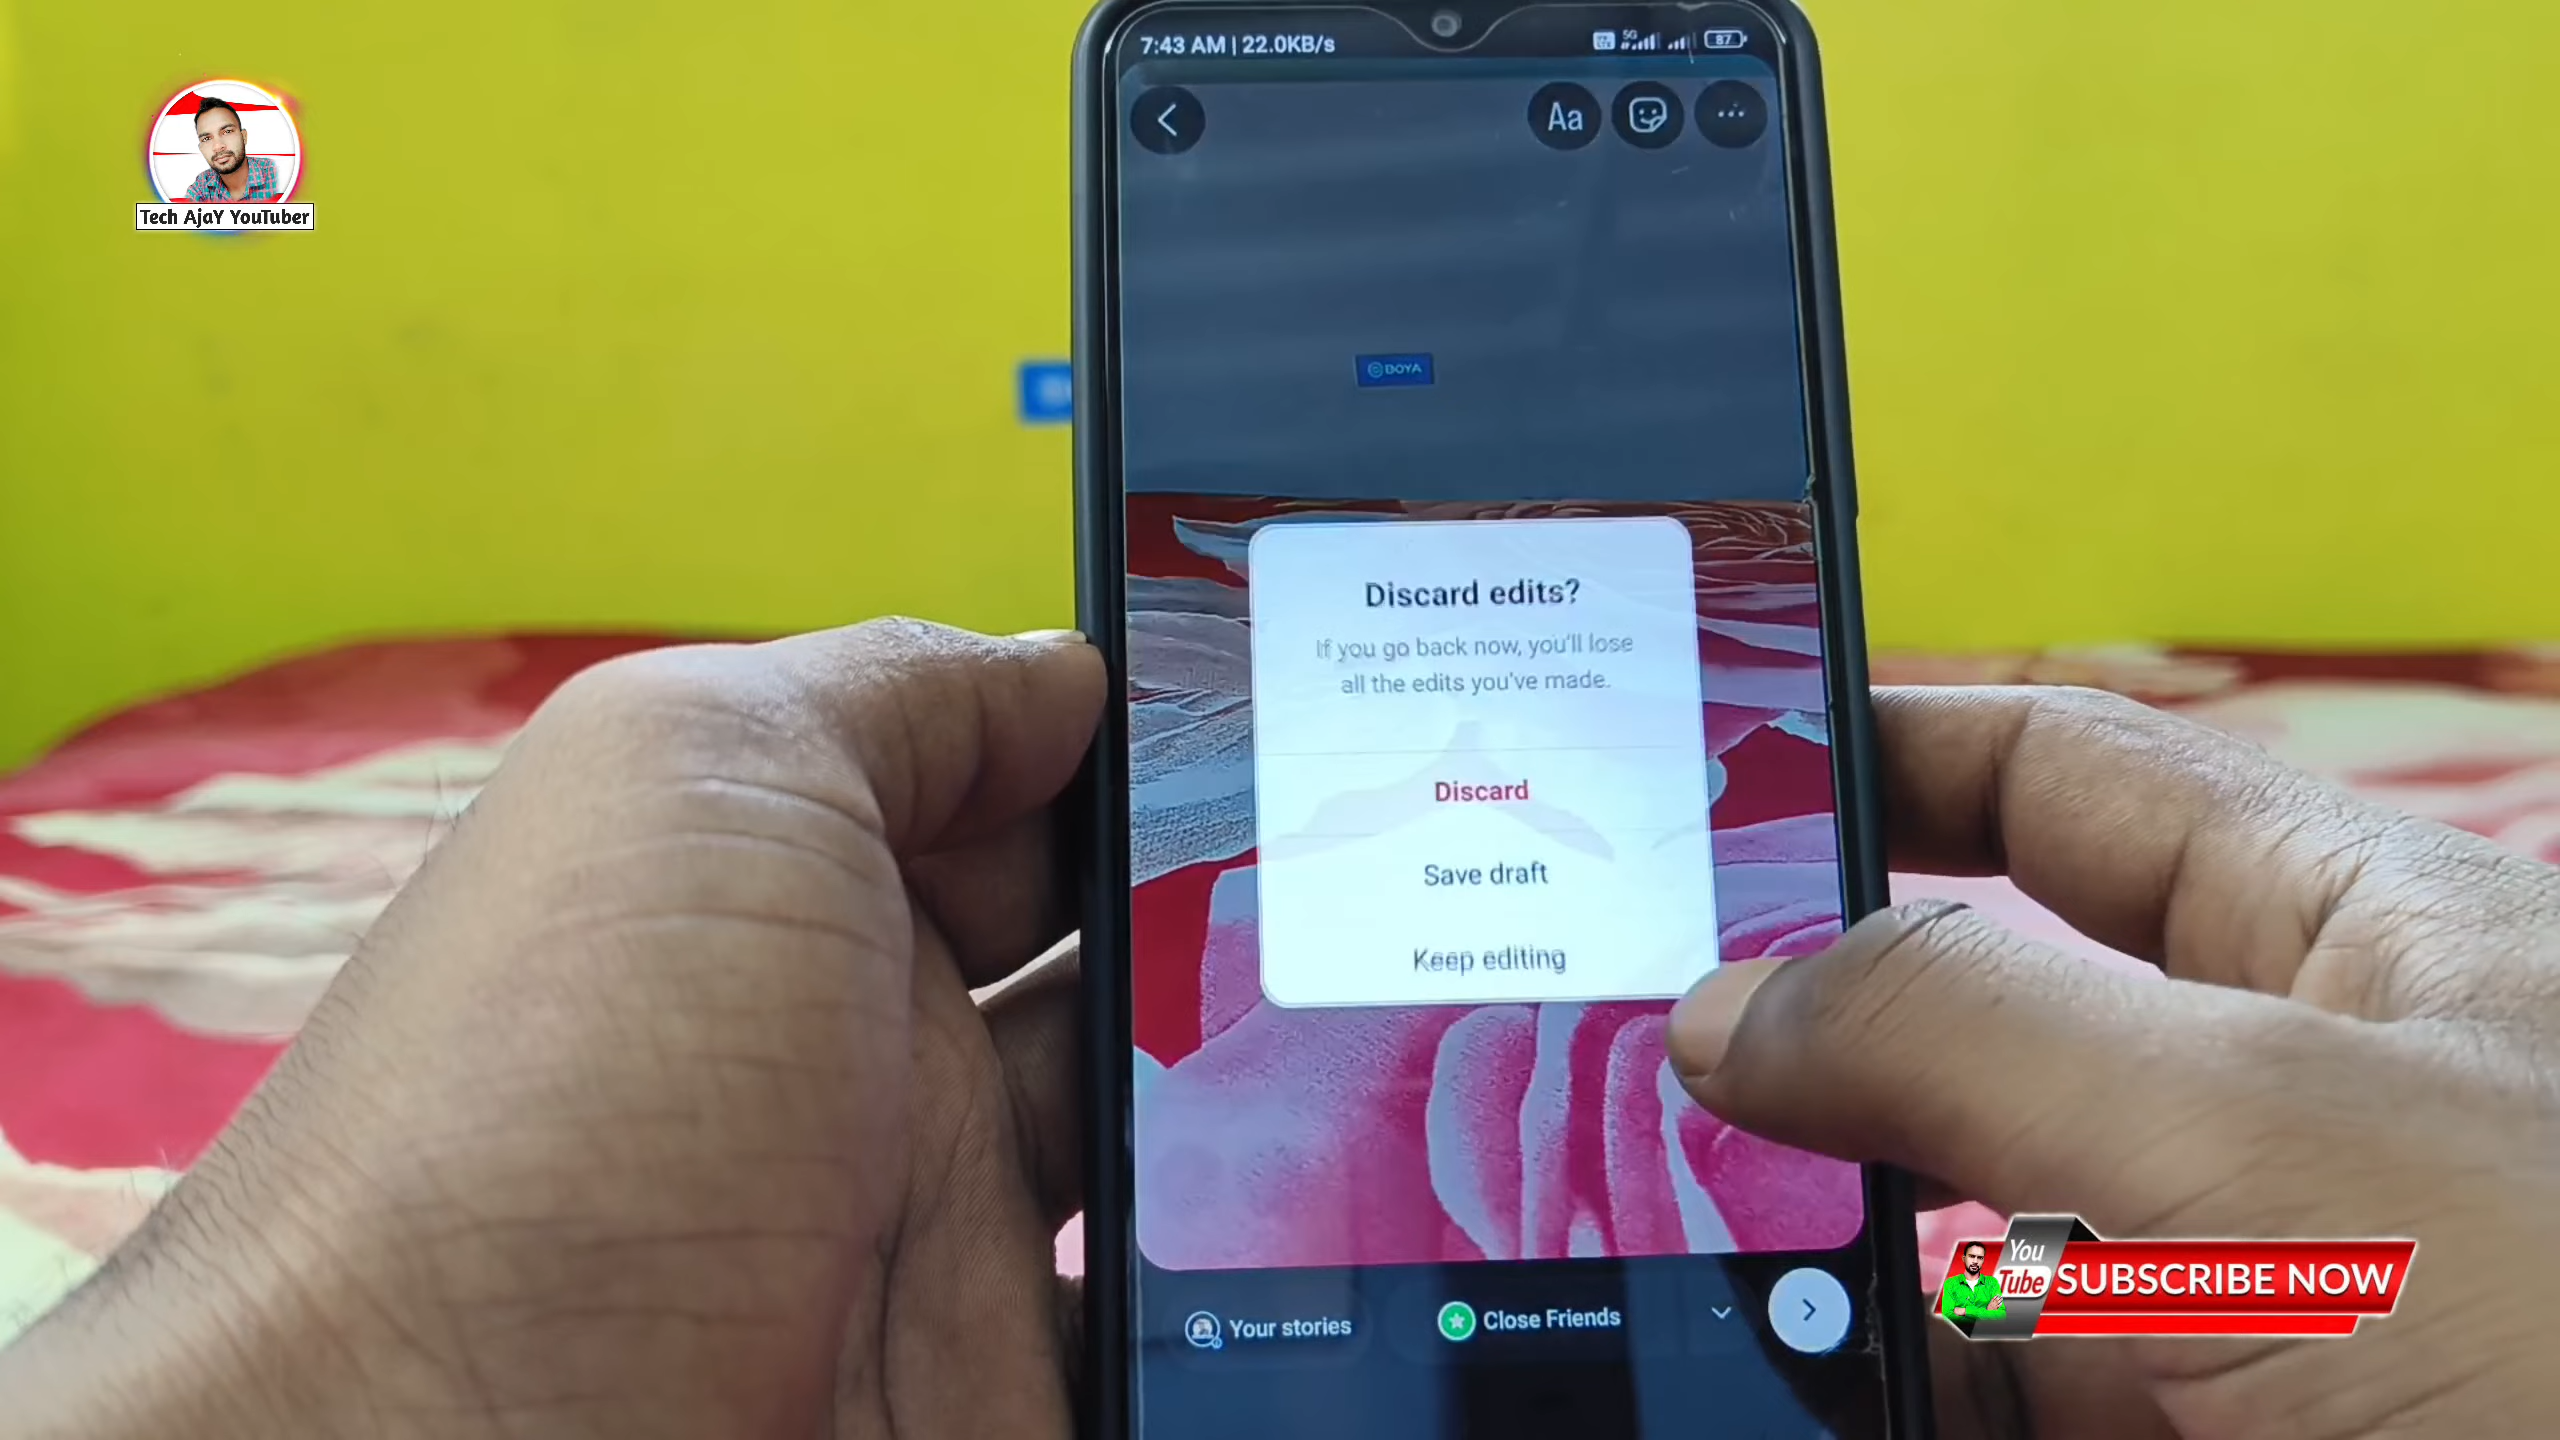 7:43 AM | 22.0KB/s
5G
87
Aa
Tech AjaY YouTuber
BOYA
Discard edits?
If you go back now, you'll lose
all the edits you've made.
Discard
Save draft
Keep editing
Your stories
Close Friends
You
Tube
SUBSCRIBE NOW